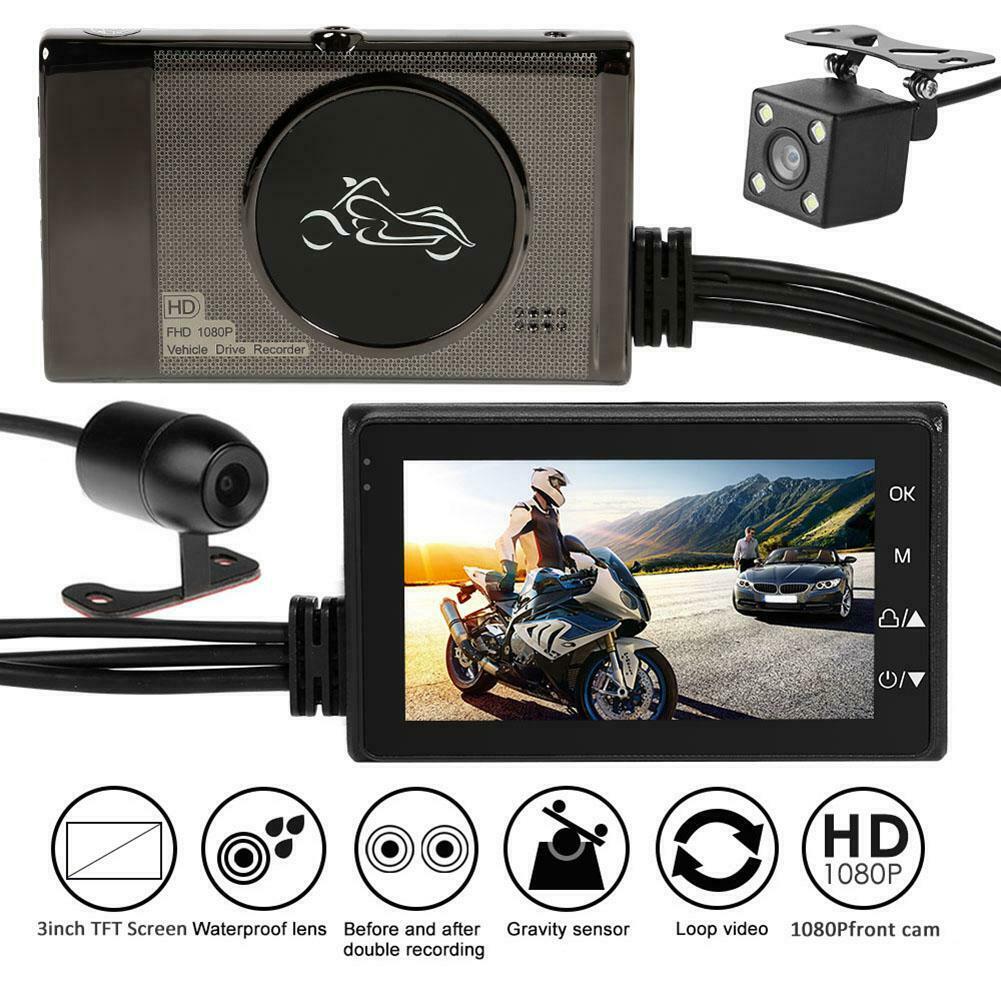 HD
FHD 1080P
Vehicle Drive Recorder
OK
M
3inch TFT Screen
Waterproof lens
Before and after
double recording
Gravity sensor
Loop video
HD
1080P
1080Pfront cam